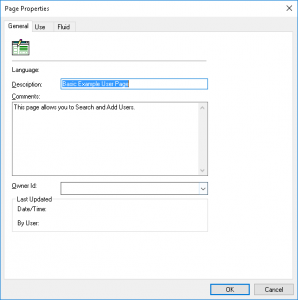 Page Properties
General Use Fluid
Language:
Description: Basic Example User Page
Comments:
This page allows you to Search and Add Users.
Owner Id:
Last Updated
Date/Time:
By User:
OK Cancel